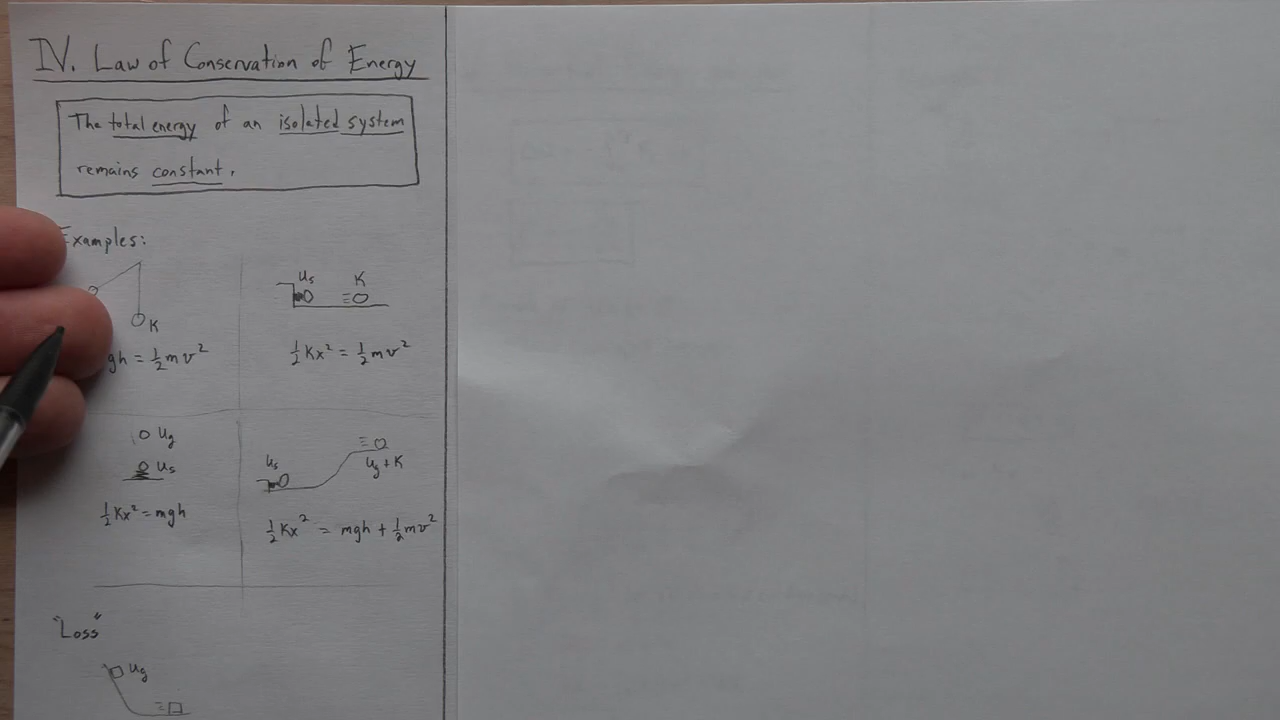 IV. Law of Conservation of Energy
The total energy of an isolated system
remains constant.
Examples:
K
gh = ½mv²
Us K
½Kx² = ½mv²
Ug
Us
½Kx² = mgh
Us
Ug + K
½Kx² = mgh + ½mv²
"Loss"
Ug